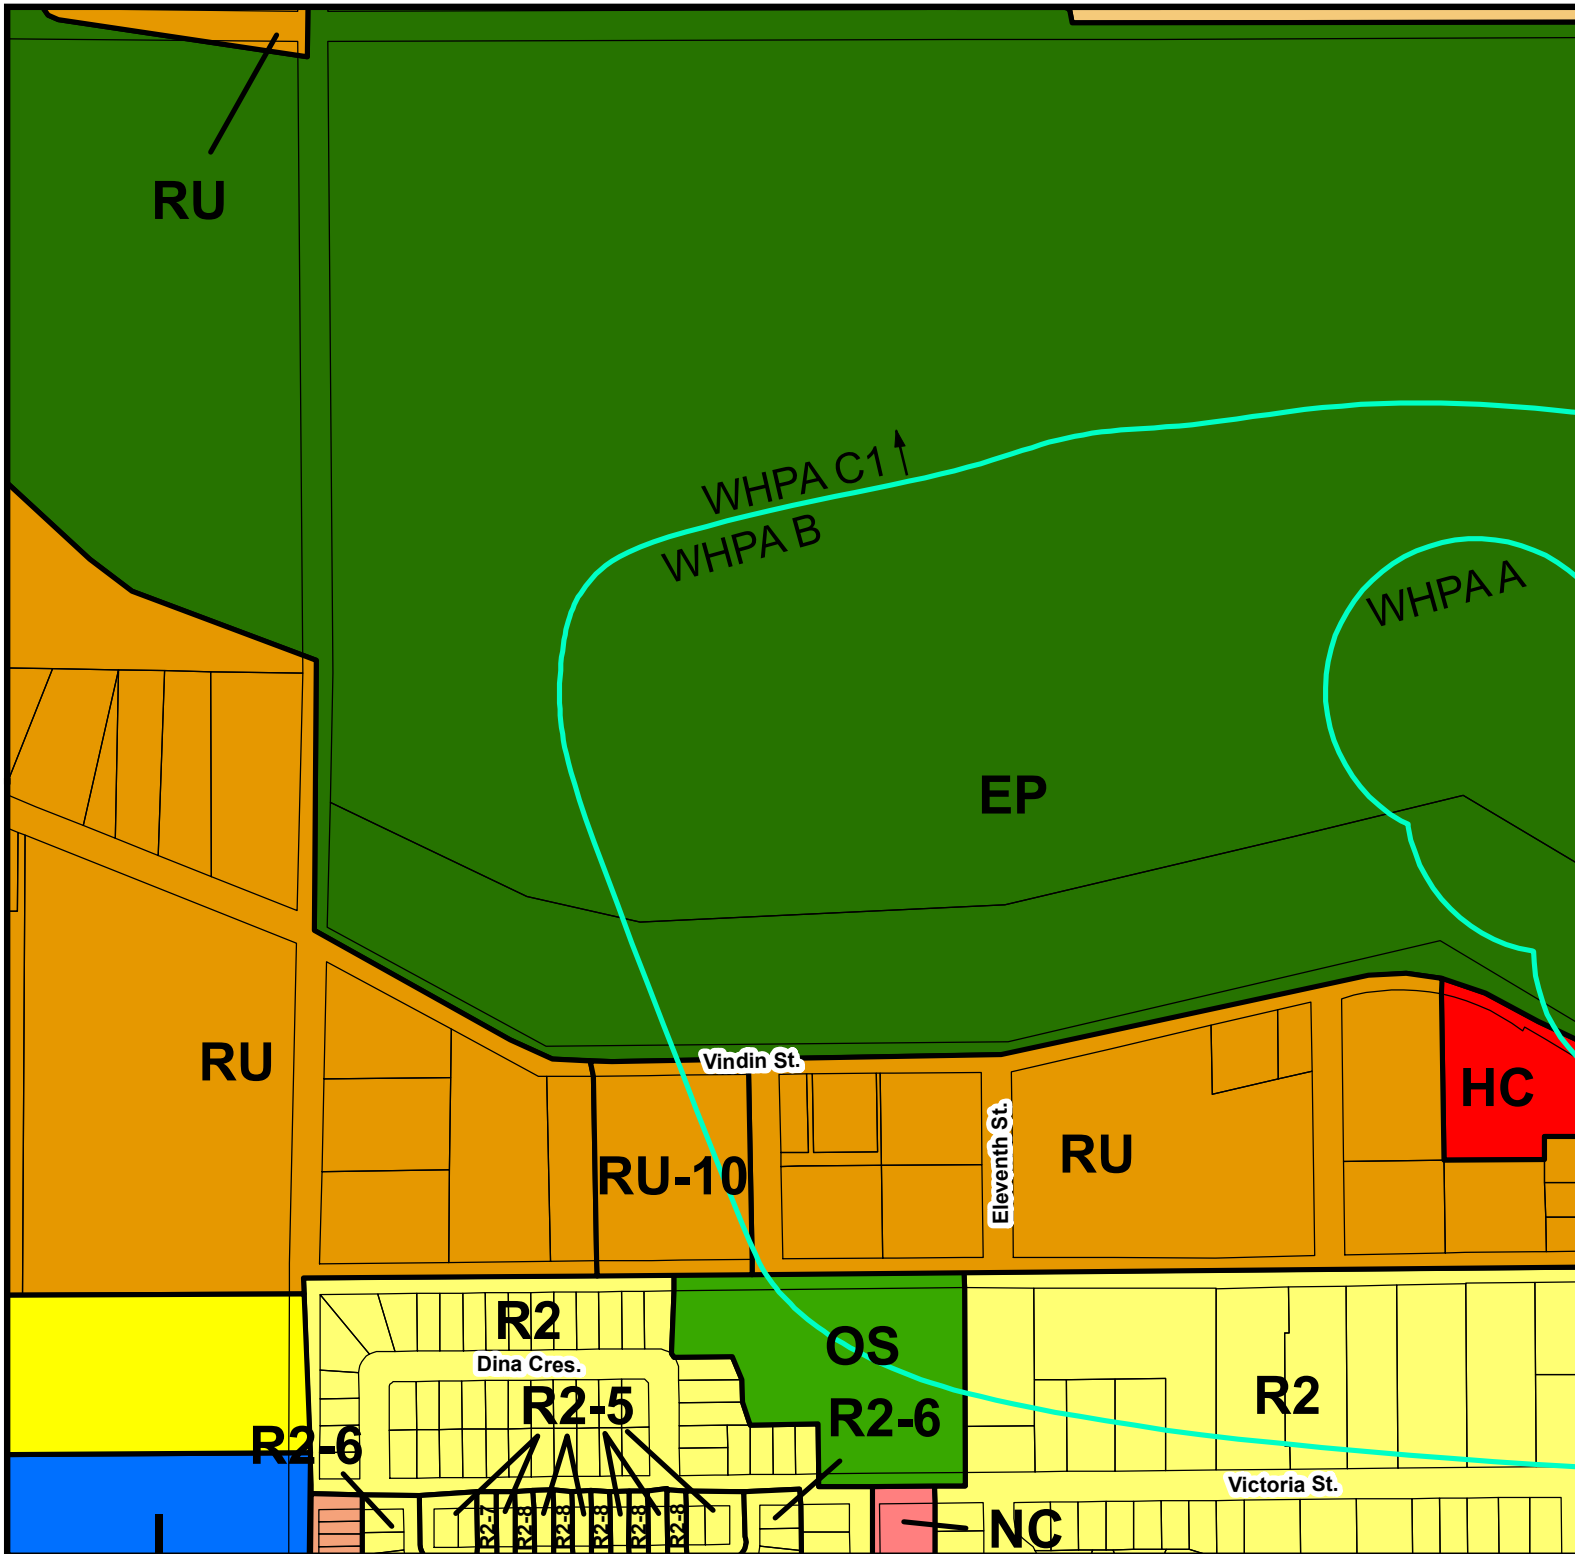 RU
WHPA C1
WHPA B
WHPA A
EP
RU
Vindin St.
HC
RU-10
Eleventh St.
RU
R2
OS
Dina Cres.
R2-5
R2-6
R2
R2-6
Victoria St.
R2-7
R2-8
R2-8
R2-8
R2-8
R2-8
NC